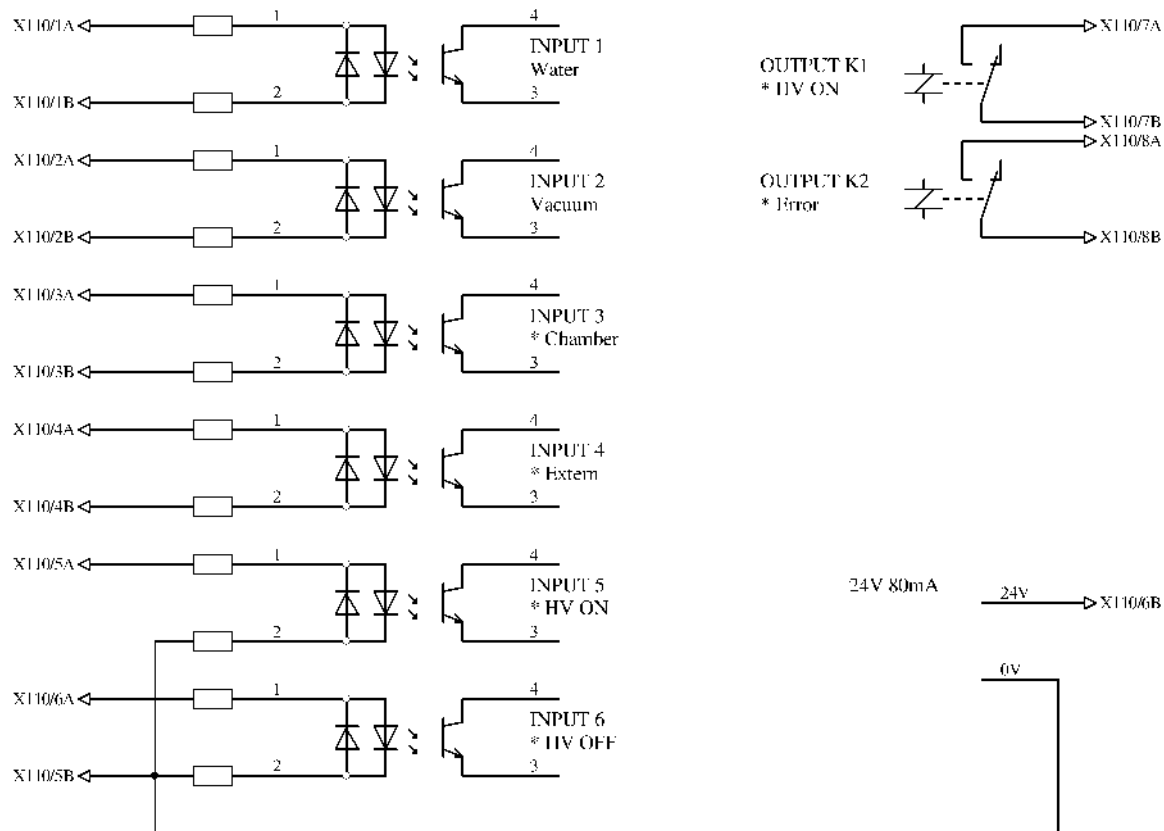 X110/1A
1
4
INPUT 1
Water
X110/1B
2
3
X110/2A
1
4
INPUT 2
Vacuum
X110/2B
2
3
X110/3A
1
4
INPUT 3
* Chamber
X110/3B
2
3
X110/4A
1
4
INPUT 4
* Extern
X110/4B
2
3
X110/5A
1
4
INPUT 5
* HV ON
2
3
X110/6A
1
4
INPUT 6
* HV OFF
X110/5B
2
3
X110/7A
OUTPUT K1
* HV ON
X110/7B
X110/8A
OUTPUT K2
* Error
X110/8B
24V 80mA
24V
X110/6B
0V